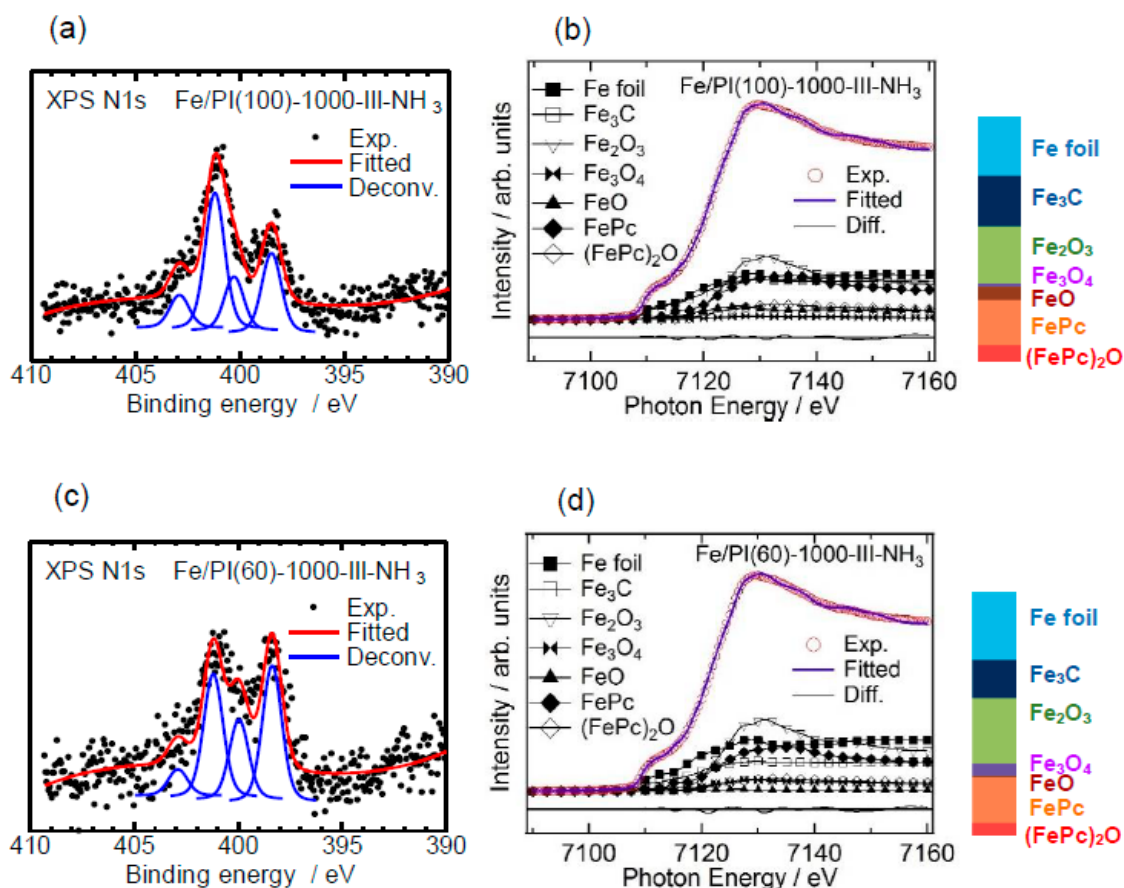 (a)
XPS N1s Fe/PI(100)-1000-III-NH3
Exp.
Fitted
Deconv.
410 405 400 395 390
Binding energy / eV
(b)
Fe foil
Fe3C
Fe2O3
Fe3O4
FeO
FePc
(FePc)2O
Fe/PI(100)-1000-III-NH3
Exp.
Fitted
Diff.
Intensity / arb. units
7100 7120 7140 7160
Photon Energy / eV
Fe foil
Fe3C
Fe2O3
Fe3O4
FeO
FePc
(FePc)2O
(c)
XPS N1s Fe/PI(60)-1000-III-NH3
Exp.
Fitted
Deconv.
410 405 400 395 390
Binding energy / eV
(d)
Fe foil
Fe3C
Fe2O3
Fe3O4
FeO
FePc
(FePc)2O
Fe/PI(60)-1000-III-NH3
Exp.
Fitted
Diff.
Intensity / arb. units
7100 7120 7140 7160
Photon Energy / eV
Fe foil
Fe3C
Fe2O3
Fe3O4
FeO
FePc
(FePc)2O